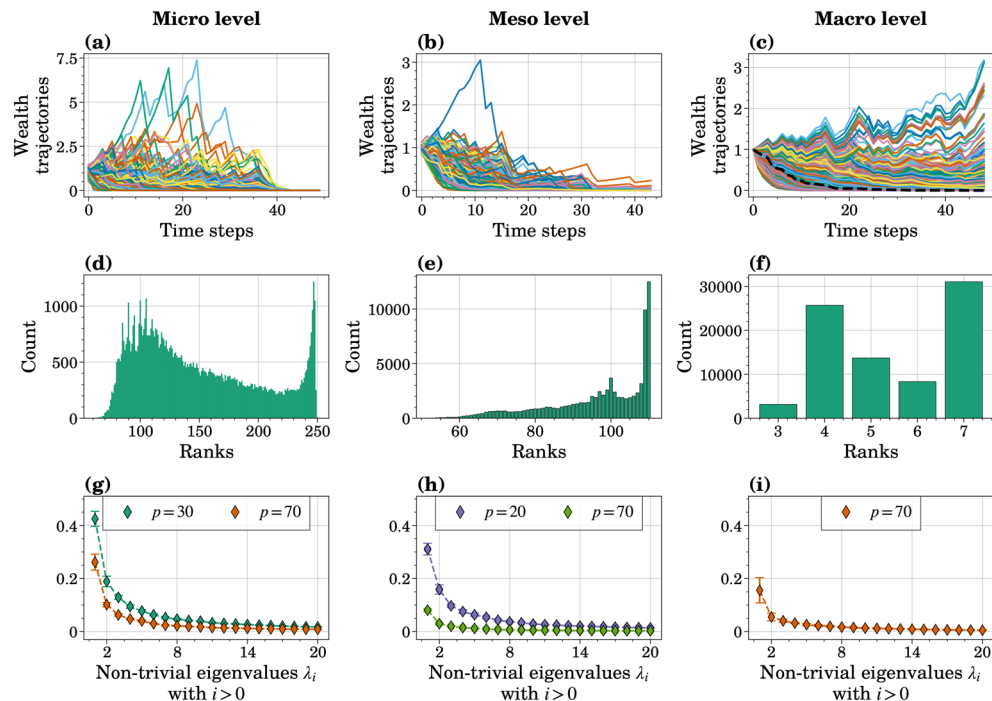 Micro level
Meso level
Macro level
(a)
(b)
(c)
Wealth
trajectories
7.5
5.0
2.5
0
0
20
40
Time steps
Wealth
trajectories
3
2
1
0
0
10
20
30
40
Time steps
Wealth
trajectories
3
2
1
0
0
20
40
Time steps
(d)
(e)
(f)
Count
1000
500
0
100
150
200
250
Ranks
Count
10000
5000
0
60
80
100
Ranks
Count
30000
20000
10000
0
3
4
5
6
7
Ranks
(g)
(h)
(i)
p = 30
p = 70
0.4
0.2
0
2
8
14
20
Non-trivial eigenvalues λi
with i > 0
p = 20
p = 70
0.4
0.2
0
2
8
14
20
Non-trivial eigenvalues λi
with i > 0
p = 70
0.4
0.2
0
2
8
14
20
Non-trivial eigenvalues λi
with i > 0